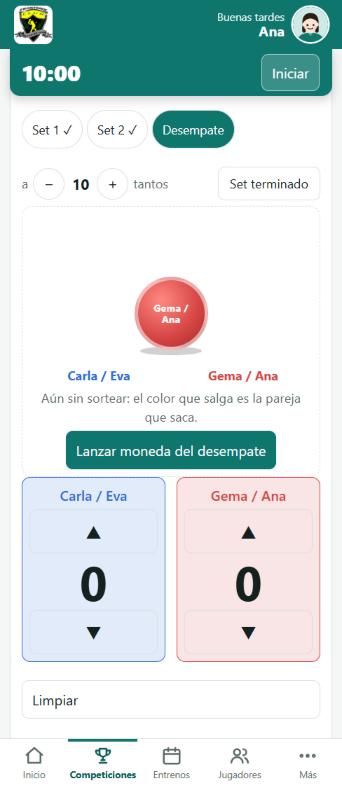 Buenas tardes
Ana
10:00
Iniciar
Set 1 ✓
Set 2 ✓
Desempate
a
−
10
+
tantos
Set terminado
Gema /
Ana
Carla / Eva
Gema / Ana
Aún sin sortear: el color que salga es la pareja
que saca.
Lanzar moneda del desempate
Carla / Eva
Gema / Ana
▲
▲
0
0
▼
▼
Limpiar
Inicio
Competiciones
Entrenos
Jugadores
Más